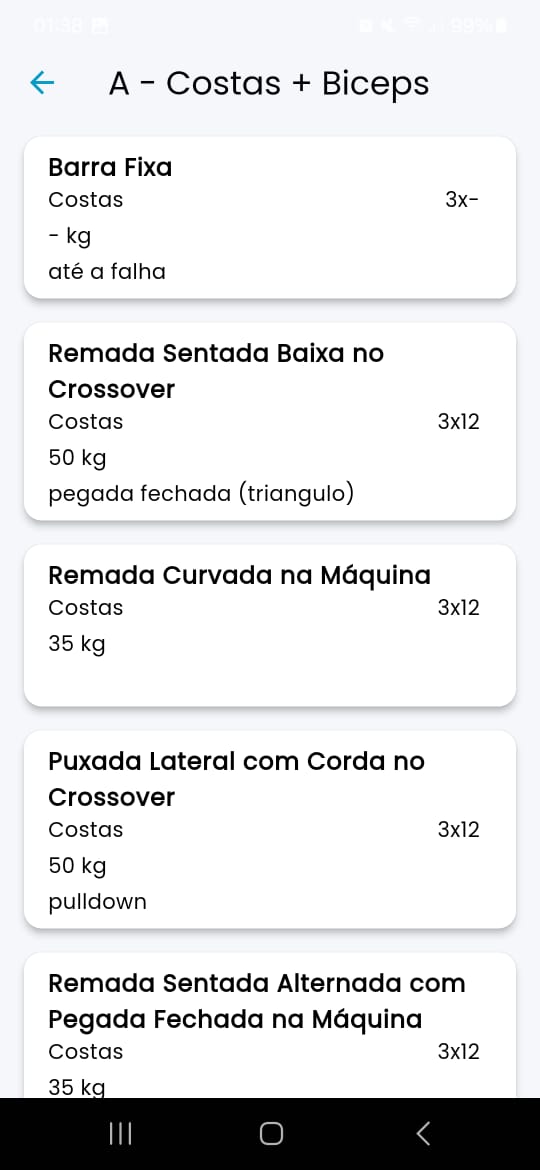 01:38
99%
A - Costas + Biceps
Barra Fixa
Costas
3x-
- kg
até a falha
Remada Sentada Baixa no
Crossover
Costas
3x12
50 kg
pegada fechada (triangulo)
Remada Curvada na Máquina
Costas
3x12
35 kg
Puxada Lateral com Corda no
Crossover
Costas
3x12
50 kg
pulldown
Remada Sentada Alternada com
Pegada Fechada na Máquina
Costas
3x12
35 kg